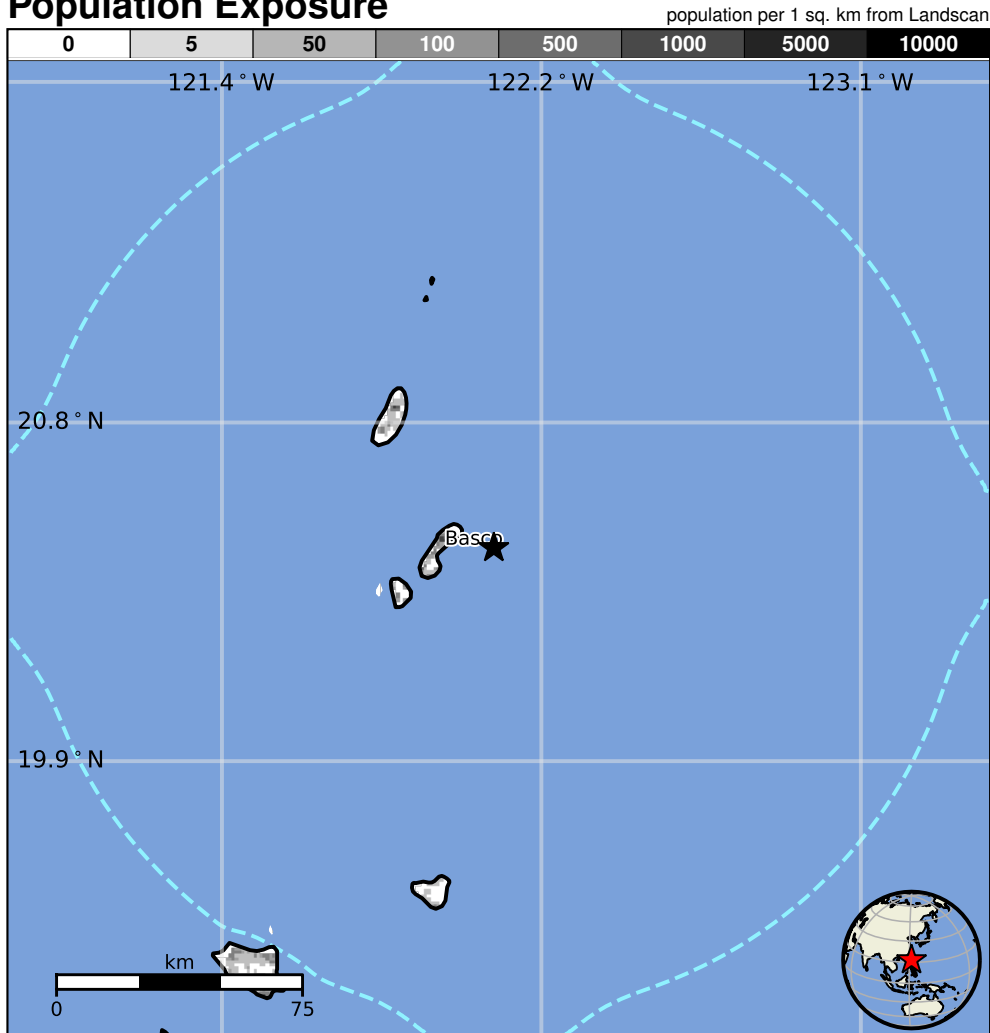 Population Exposure
population per 1 sq. km from Landscan
0 5 50 100 500 1000 5000 10000
121.4°W 122.2°W 123.1°W
20.8°N
Basco
19.9°N
km
0 75